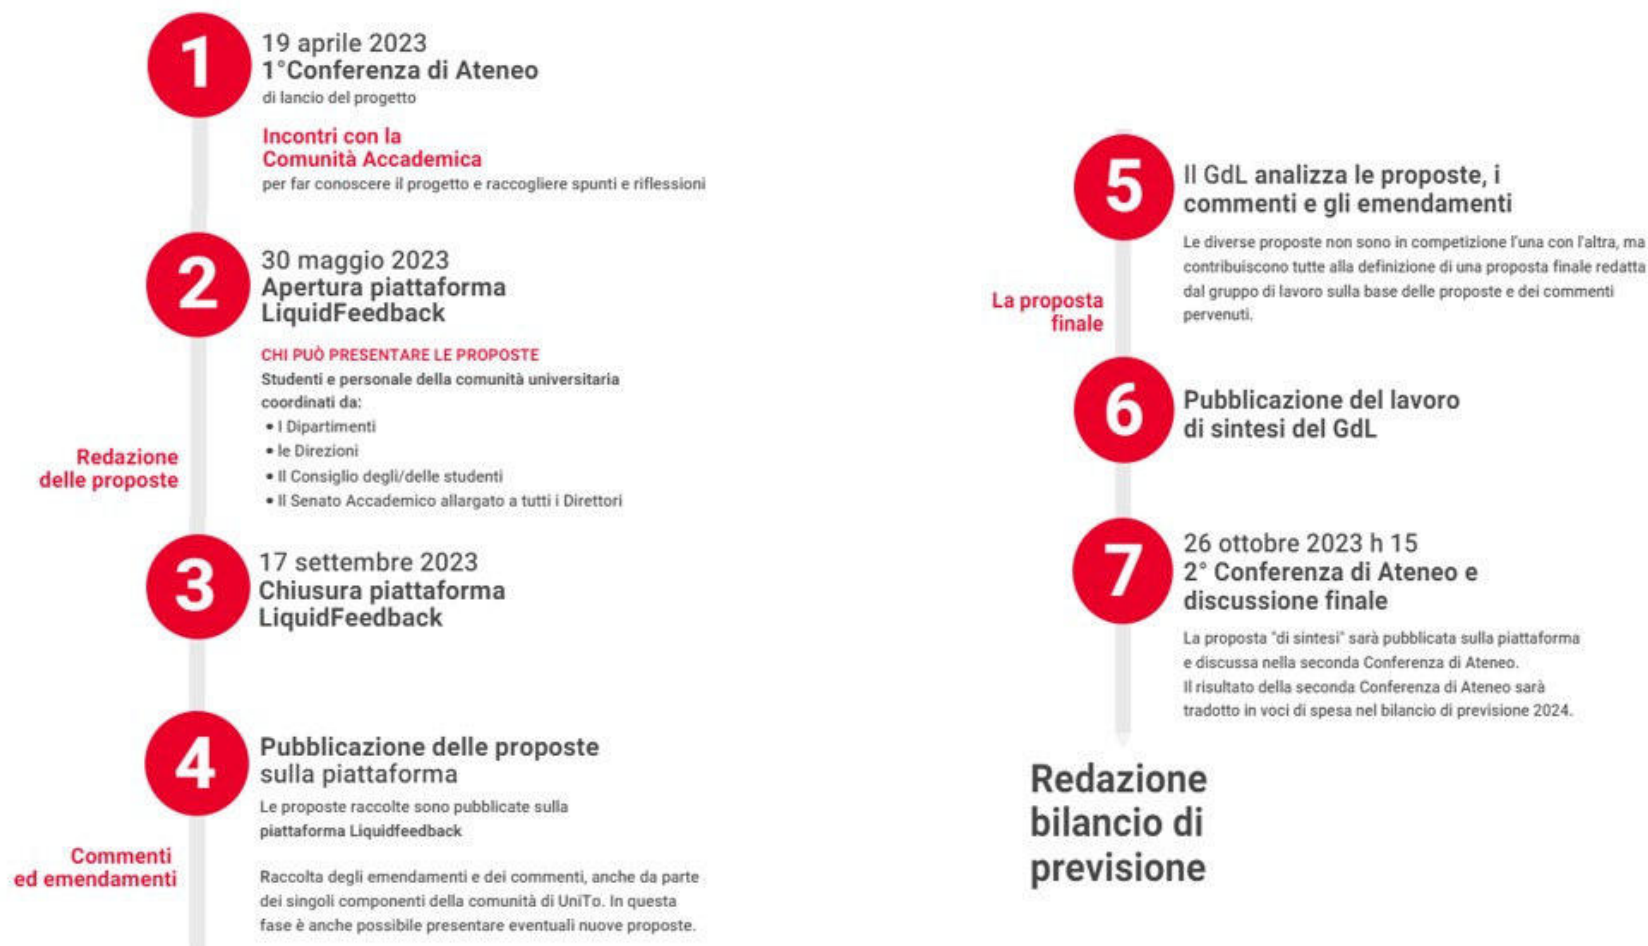 1
19 aprile 2023
1°Conferenza di Ateneo
di lancio del progetto
Incontri con la
Comunità Accademica
per far conoscere il progetto e raccogliere spunti e riflessioni
2
30 maggio 2023
Apertura piattaforma
LiquidFeedback
CHI PUÒ PRESENTARE LE PROPOSTE
Studenti e personale della comunità universitaria
coordinati da:
• I Dipartimenti
• le Direzioni
• Il Consiglio degli/delle studenti
• Il Senato Accademico allargato a tutti i Direttori
Redazione
delle proposte
3
17 settembre 2023
Chiusura piattaforma
LiquidFeedback
4
Pubblicazione delle proposte
sulla piattaforma
Le proposte raccolte sono pubblicate sulla
piattaforma Liquidfeedback
Commenti
ed emendamenti
Raccolta degli emendamenti e dei commenti, anche da parte
dei singoli componenti della comunità di UniTo. In questa
fase è anche possibile presentare eventuali nuove proposte.
5
Il GdL analizza le proposte, i
commenti e gli emendamenti
Le diverse proposte non sono in competizione l'una con l'altra, ma
contribuiscono tutte alla definizione di una proposta finale redatta
dal gruppo di lavoro sulla base delle proposte e dei commenti
pervenuti.
La proposta
finale
6
Pubblicazione del lavoro
di sintesi del GdL
7
26 ottobre 2023 h 15
2° Conferenza di Ateneo e
discussione finale
La proposta "di sintesi" sarà pubblicata sulla piattaforma
e discussa nella seconda Conferenza di Ateneo.
Il risultato della seconda Conferenza di Ateneo sarà
tradotto in voci di spesa nel bilancio di previsione 2024.
Redazione
bilancio di
previsione